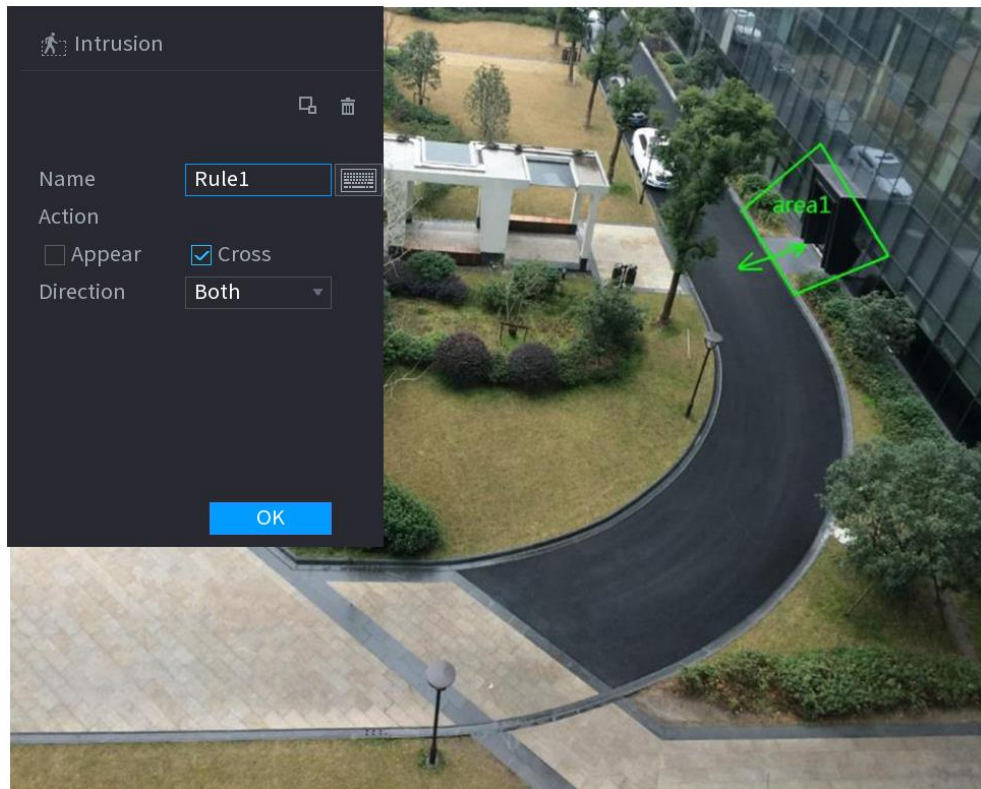 Intrusion
Name Rule1
Action
Appear Cross
Direction Both
OK
area1